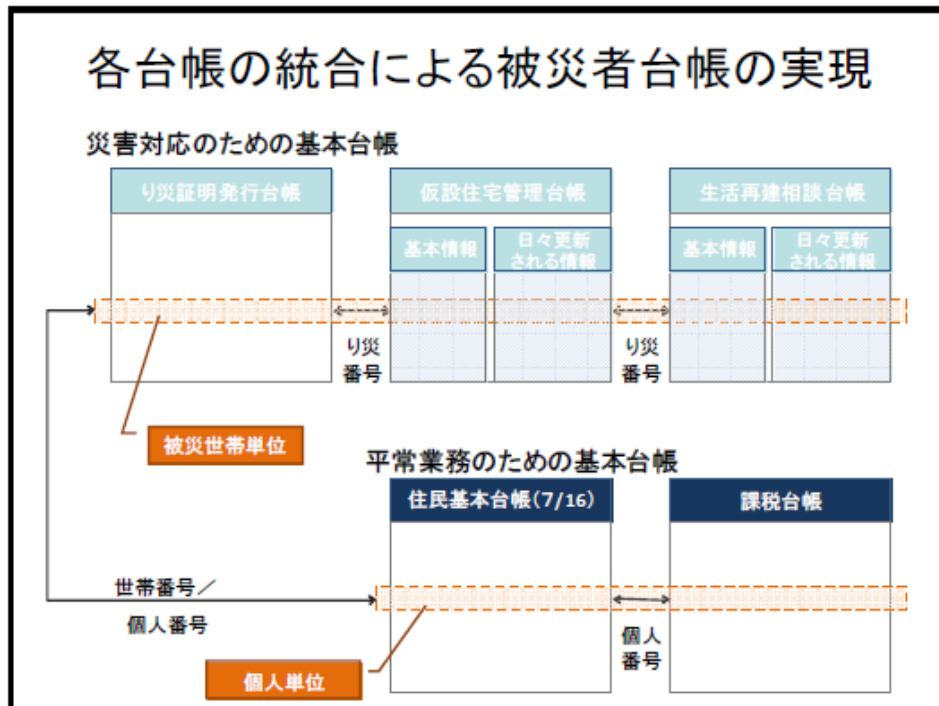 各台帳の統合による被災者台帳の実現
災害対応のための基本台帳
り災証明発行台帳
仮設住宅管理台帳
生活再建相談台帳
基本情報
日々更新
される情報
基本情報
日々更新
される情報
り災
番号
り災
番号
被災世帯単位
平常業務のための基本台帳
住民基本台帳(7/16)
課税台帳
世帯番号/
個人番号
個人
番号
個人単位